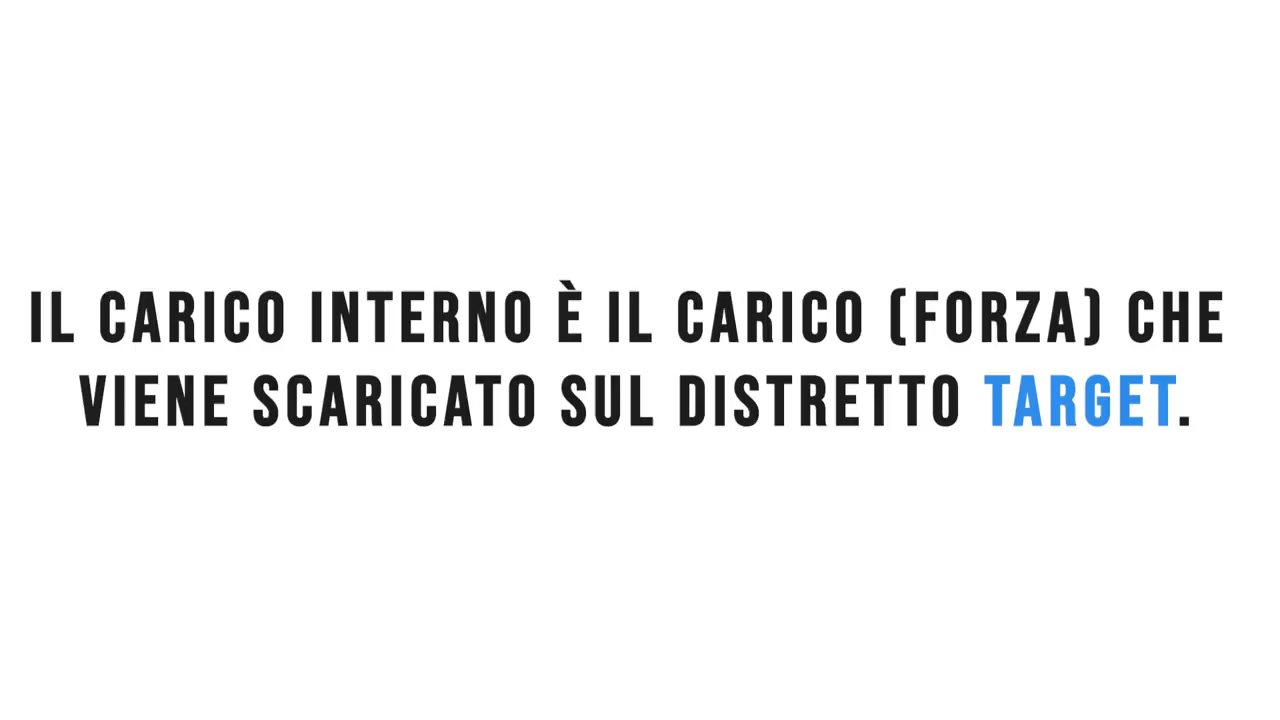 IL CARICO INTERNO È IL CARICO (FORZA) CHE
VIENE SCARICATO SUL DISTRETTO TARGET.